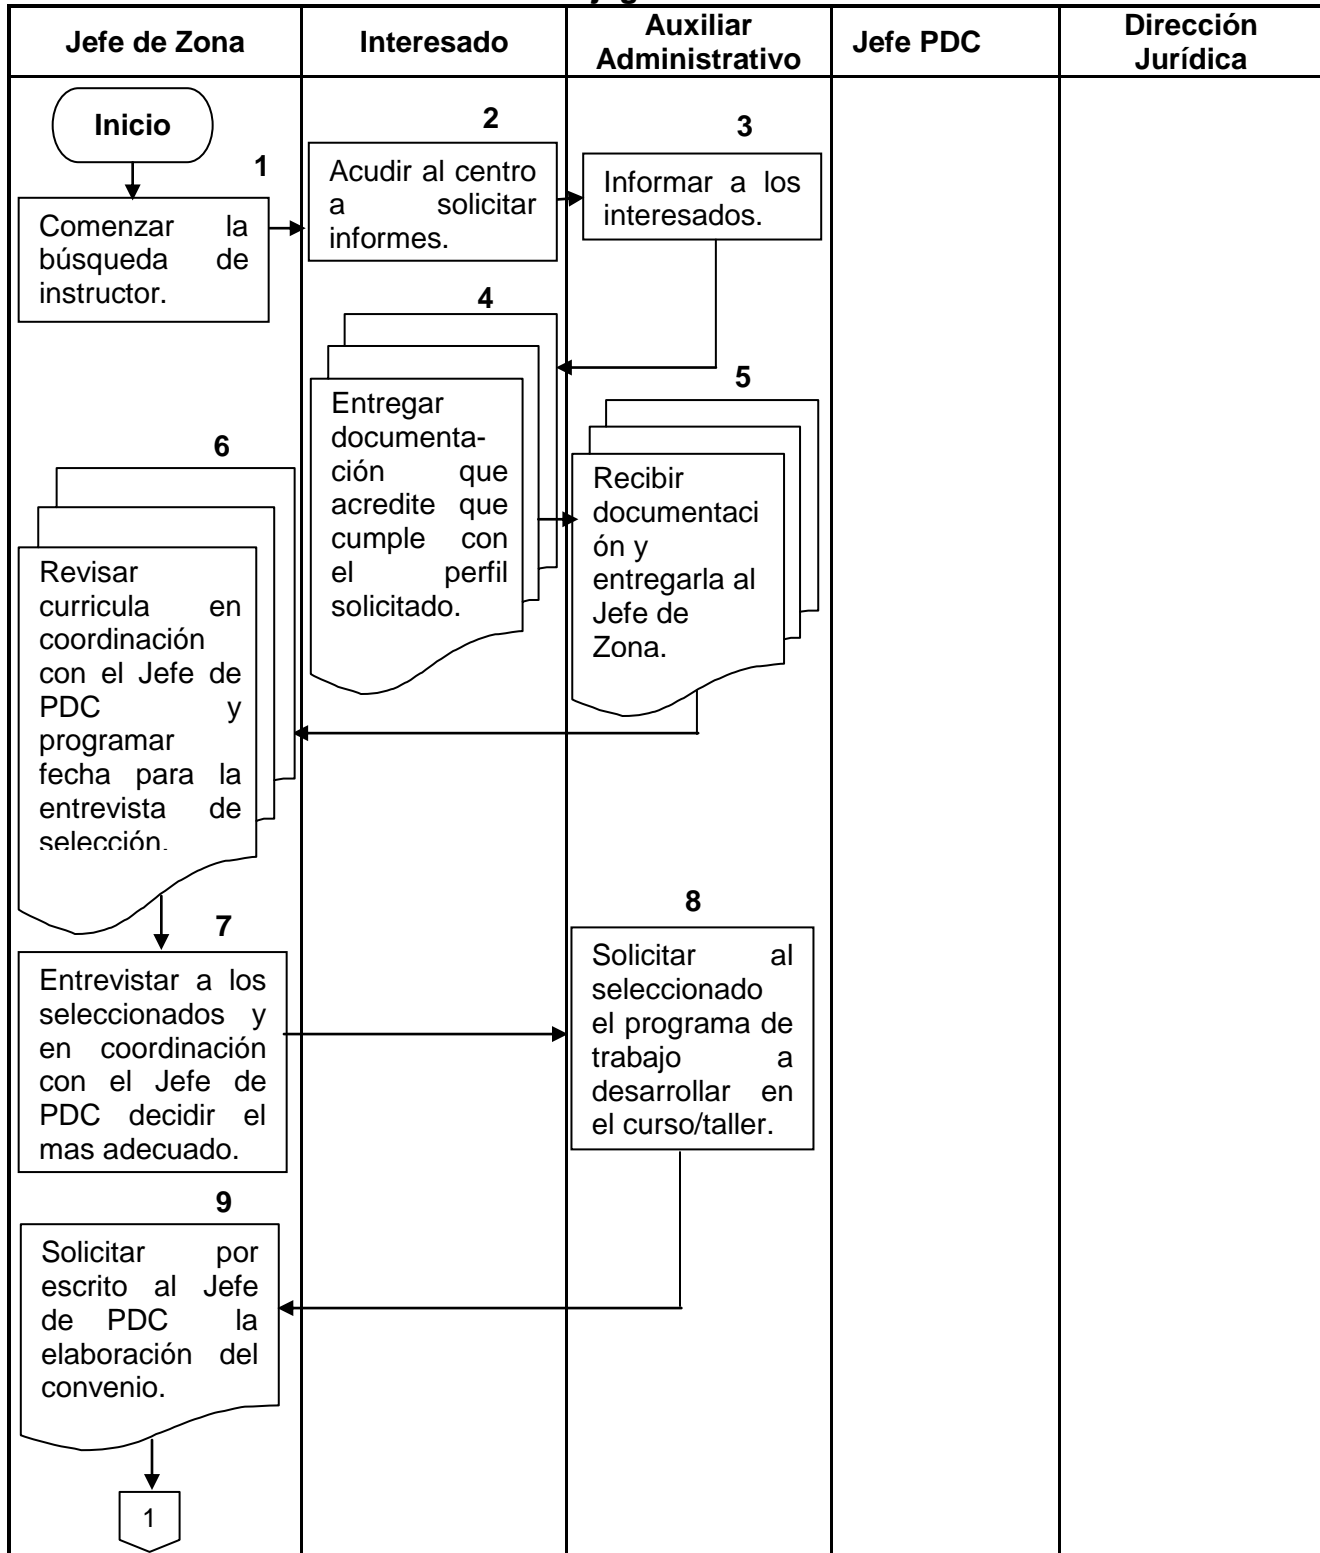 Jefe de Zona
Interesado
Auxiliar
Administrativo
Jefe PDC
Dirección
Jurídica
Inicio
1
Comenzar la
búsqueda de
instructor.
2
Acudir al centro
a solicitar
informes.
3
Informar a los
interesados.
4
Entregar
documenta-
ción que
acredite que
cumple con
el perfil
solicitado.
5
Recibir
documentaci
ón y
entregarla al
Jefe de
Zona.
6
Revisar
curricula en
coordinación
con el Jefe de
PDC y
programar
fecha para la
entrevista de
selección.
7
Entrevistar a los
seleccionados y
en coordinación
con el Jefe de
PDC decidir el
mas adecuado.
8
Solicitar al
seleccionado
el programa de
trabajo a
desarrollar en
el curso/taller.
9
Solicitar por
escrito al Jefe
de PDC la
elaboración del
convenio.
1